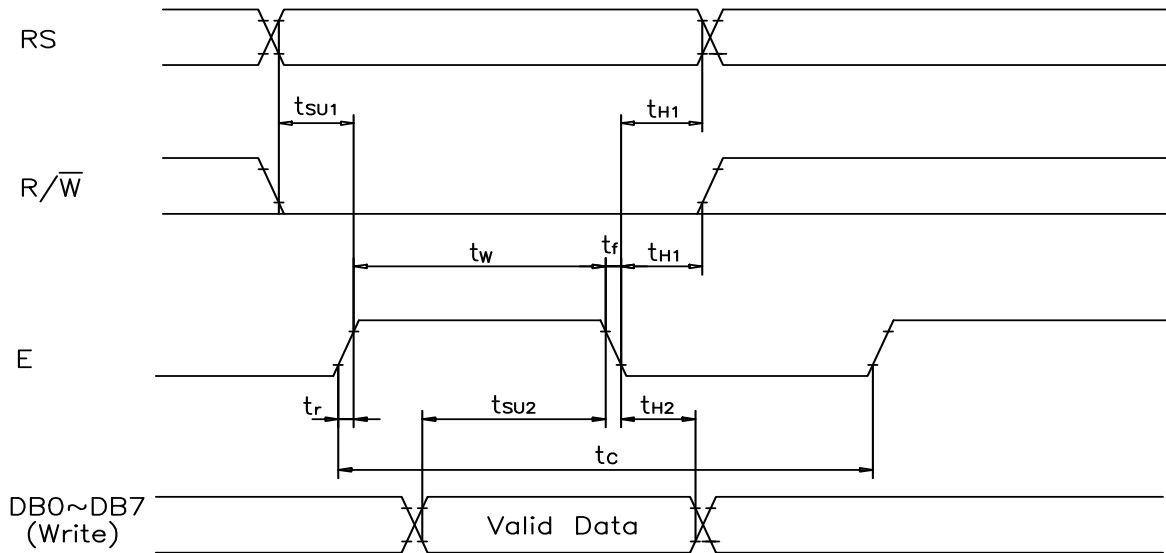 RS
tSU1
tH1
R/W̅
tW
tf
tH1
E
tr
tSU2
tH2
tC
DB0~DB7
(Write)
Valid Data